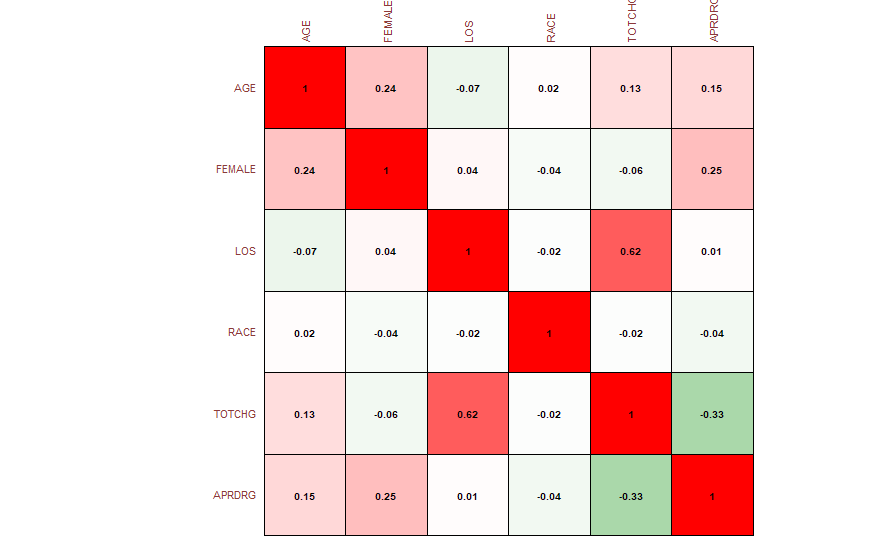 AGE FEMALE LOS RACE TOTCHG APRDRG
AGE 1 0.24 -0.07 0.02 0.13 0.15
FEMALE 0.24 1 0.04 -0.04 -0.06 0.25
LOS -0.07 0.04 1 -0.02 0.62 0.01
RACE 0.02 -0.04 -0.02 1 -0.02 -0.04
TOTCHG 0.13 -0.06 0.62 -0.02 1 -0.33
APRDRG 0.15 0.25 0.01 -0.04 -0.33 1